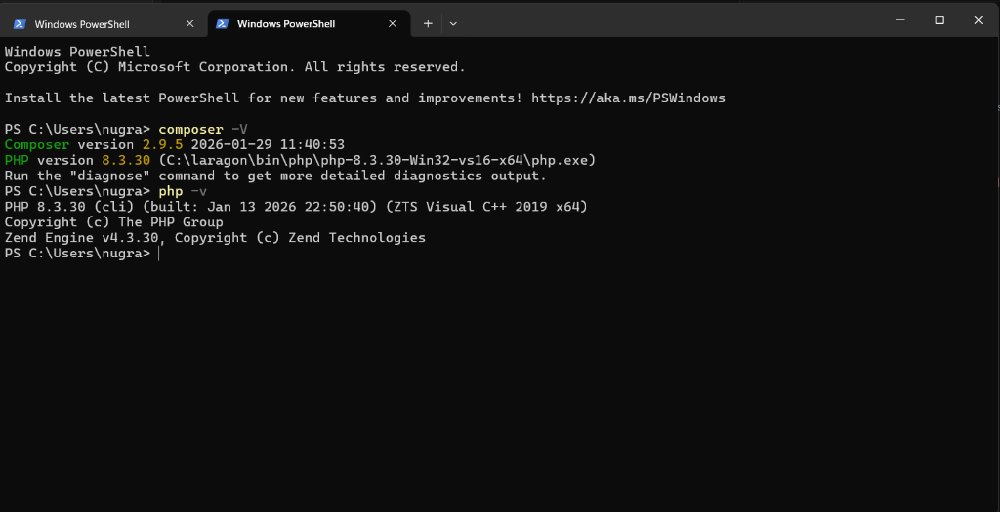 Windows PowerShell
Windows PowerShell
Windows PowerShell
Copyright (C) Microsoft Corporation. All rights reserved.
Install the latest PowerShell for new features and improvements! https://aka.ms/PSWindows
PS C:\Users\nugra> composer -V
Composer version 2.9.5 2026-01-29 11:40:53
PHP version 8.3.30 (C:\laragon\bin\php\php-8.3.30-Win32-vs16-x64\php.exe)
Run the "diagnose" command to get more detailed diagnostics output.
PS C:\Users\nugra> php -v
PHP 8.3.30 (cli) (built: Jan 13 2026 22:50:40) (ZTS Visual C++ 2019 x64)
Copyright (c) The PHP Group
Zend Engine v4.3.30, Copyright (c) Zend Technologies
PS C:\Users\nugra>